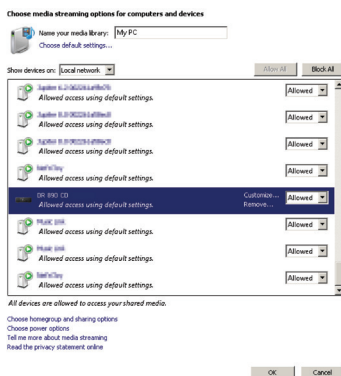 Choose media streaming options for computers and devices
Name your media library: My PC
Choose default settings...
Show devices on: Local network Allow All Block All
Allowed
Allowed access using default settings.
Allowed
Allowed access using default settings.
Allowed
Allowed access using default settings.
Allowed
Allowed access using default settings.
DR 890 CD Customize... Allowed
Allowed access using default settings. Remove...
Allowed
Allowed access using default settings.
Allowed
Allowed access using default settings.
Allowed
Allowed access using default settings.
All devices are allowed to access your shared media.
Choose homegroup and sharing options
Choose power options
Tell me more about media streaming
Read the privacy statement online
OK Cancel